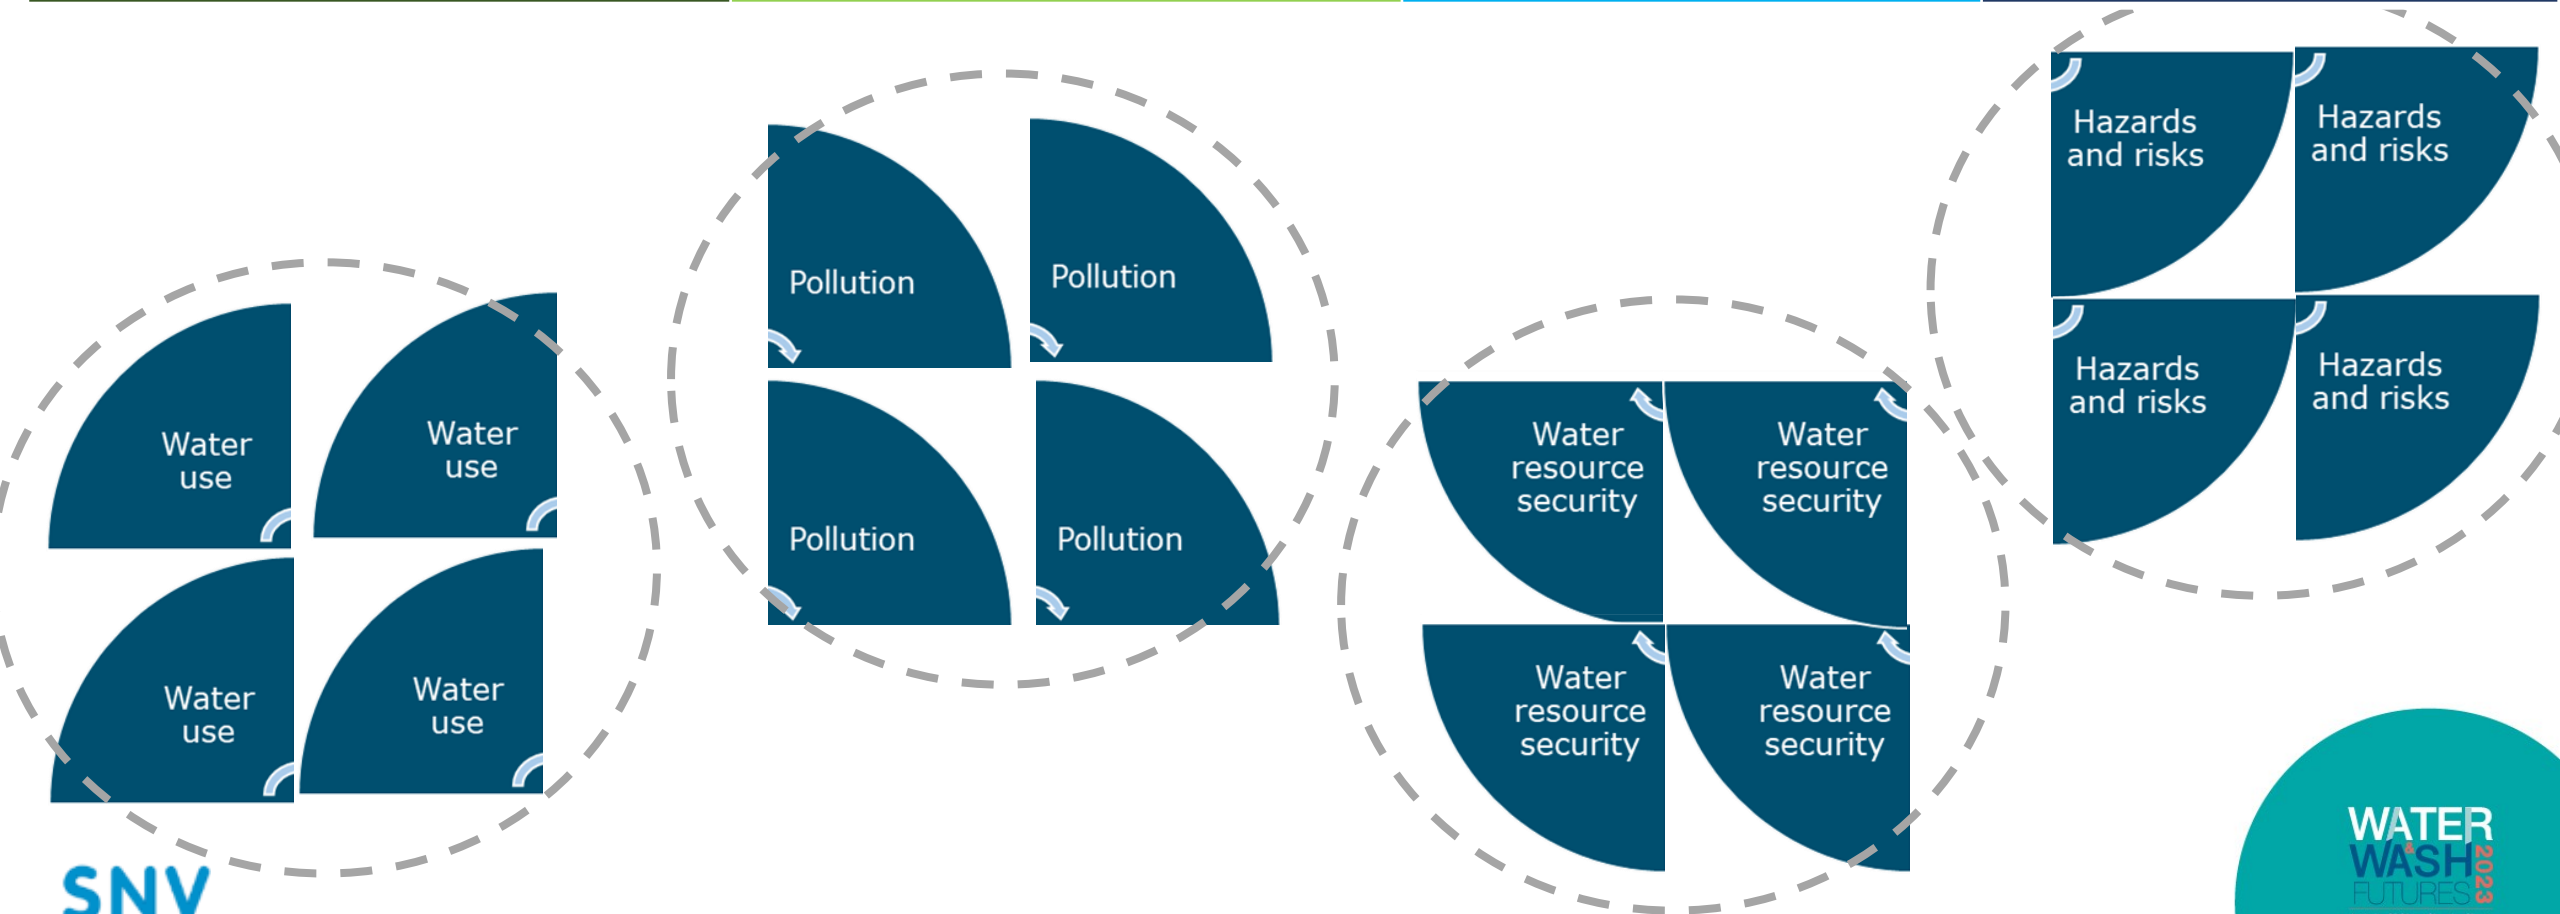 Water
use
Water
use
Water
use
Water
use
Pollution
Pollution
Pollution
Pollution
Water
resource
security
Water
resource
security
Water
resource
security
Water
resource
security
Hazards
and risks
Hazards
and risks
Hazards
and risks
Hazards
and risks
SNV
WATER
&
WASH
FUTURES
2023